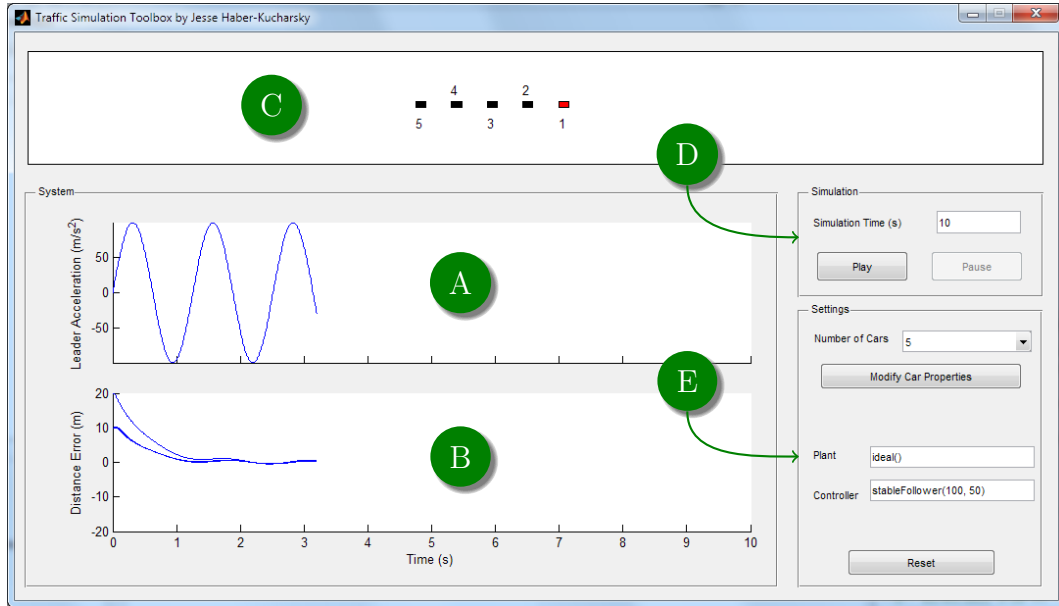 Traffic Simulation Toolbox by Jesse Haber-Kucharsky
C
4 2
5 3 1
D
System
Leader Acceleration (m/s²)
50
0
-50
A
Distance Error (m)
20
10
0
-10
-20
B
0 1 2 3 4 5 6 7 8 9 10
Time (s)
Simulation
Simulation Time (s) 10
Play Pause
E
Settings
Number of Cars 5
Modify Car Properties
Plant ideal()
Controller stableFollower(100, 50)
Reset